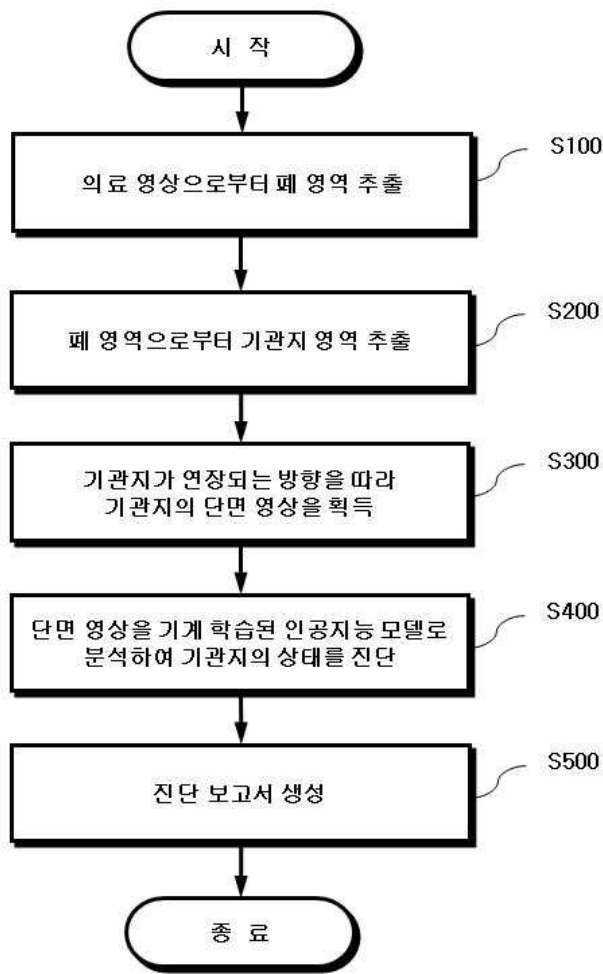 시 작
의료 영상으로부터 폐 영역 추출
S100
폐 영역으로부터 기관지 영역 추출
S200
기관지가 연장되는 방향을 따라
기관지의 단면 영상을 획득
S300
단면 영상을 기계 학습된 인공지능 모델로
분석하여 기관지의 상태를 진단
S400
진단 보고서 생성
S500
종 료